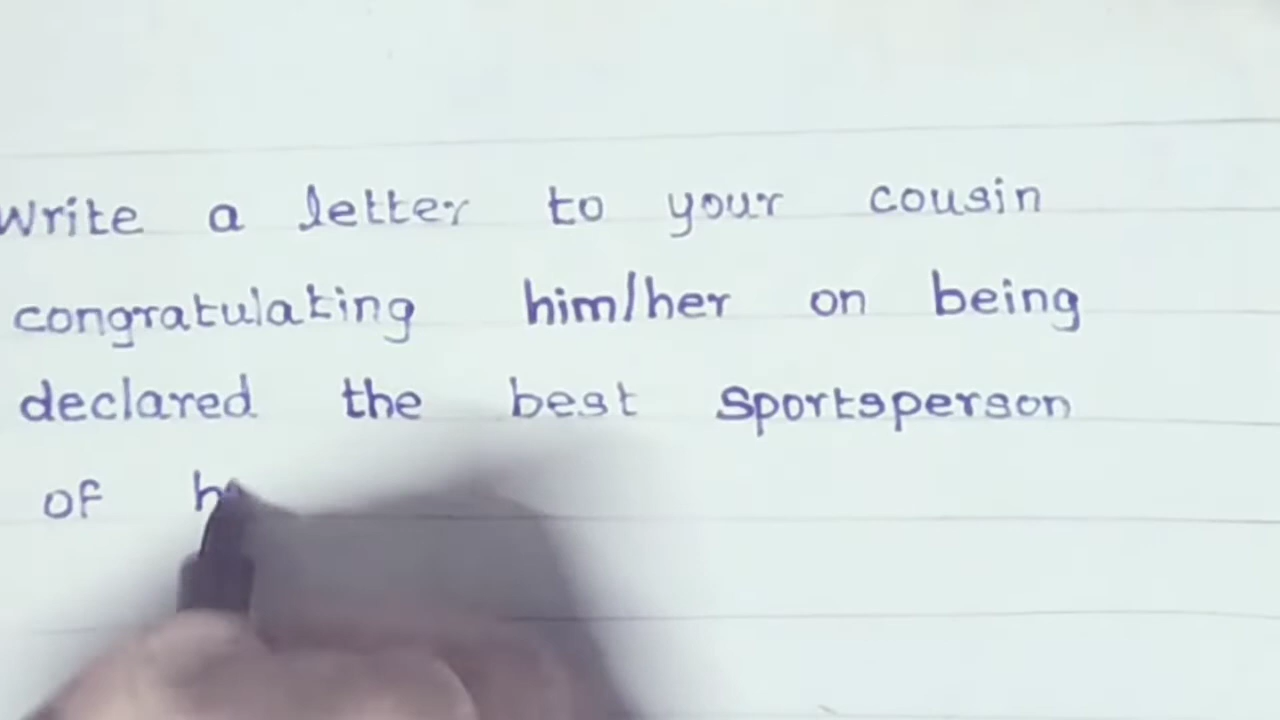 Write a letter to your cousin
congratulating him/her on being
declared the best sportsperson
of